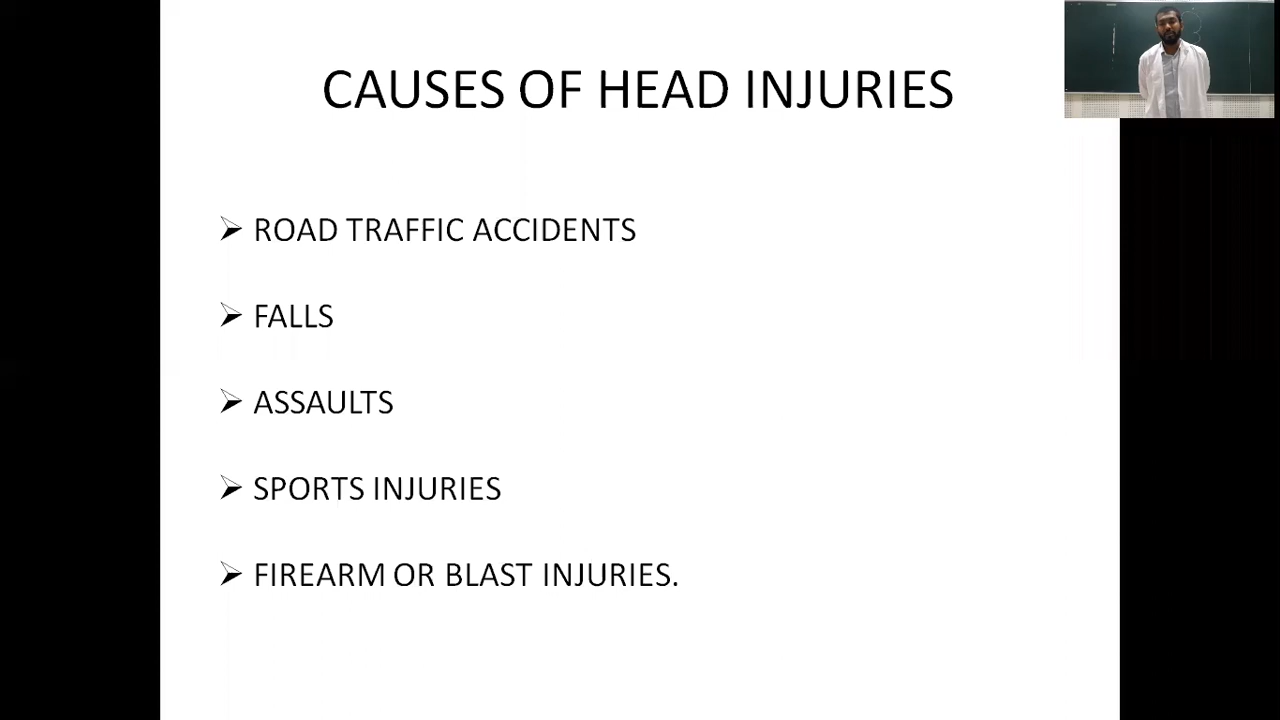 CAUSES OF HEAD INJURIES
➢ ROAD TRAFFIC ACCIDENTS
➢ FALLS
➢ ASSAULTS
➢ SPORTS INJURIES
➢ FIREARM OR BLAST INJURIES.